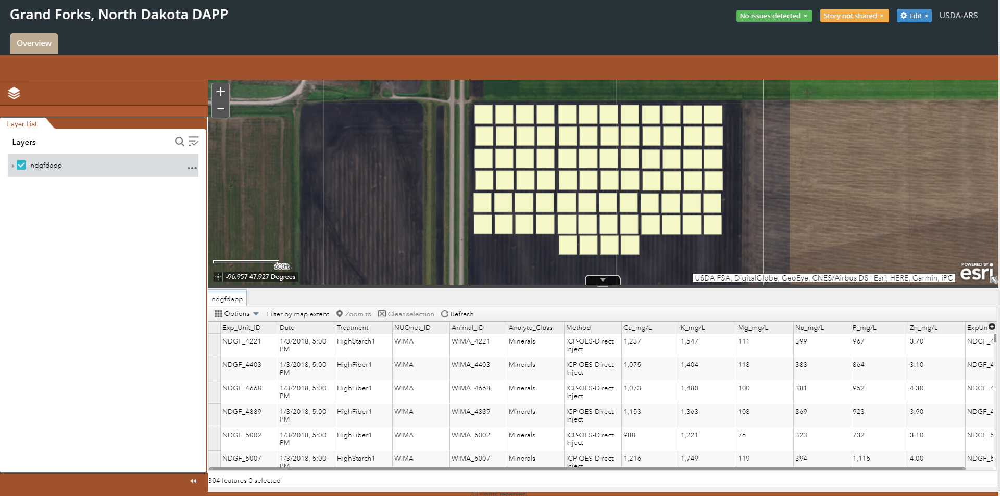 Grand Forks, North Dakota DAPP
No issues detected ×
Story not shared ×
Edit ×
USDA-ARS
Overview
Layer List
Layers
ndgfdapp
+
−
600ft
-96.957 47.927 Degrees
USDA FSA, DigitalGlobe, GeoEye, CNES/Airbus DS | Esri, HERE, Garmin, iPC
POWERED BY
esri
ndgfdapp
Options Filter by map extent Zoom to Clear selection Refresh
Exp_Unit_ID Date Treatment NUOnet_ID Animal_ID Analyte_Class Method Ca_mg/L K_mg/L Mg_mg/L Na_mg/L P_mg/L Zn_mg/L ExpUn
NDGF_4221 1/3/2018, 5:00 HighStarch1 WIMA WIMA_4221 Minerals ICP-OES-Direct 1,237 1,547 111 399 967 3.70 NDGF_4
PM Inject
NDGF_4403 1/3/2018, 5:00 HighFiber1 WIMA WIMA_4403 Minerals ICP-OES-Direct 1,075 1,404 118 388 864 3.10 NDGF_4
PM Inject
NDGF_4668 1/3/2018, 5:00 HighFiber1 WIMA WIMA_4668 Minerals ICP-OES-Direct 1,073 1,480 100 381 952 4.30 NDGF_4
PM Inject
NDGF_4889 1/3/2018, 5:00 HighFiber1 WIMA WIMA_4889 Minerals ICP-OES-Direct 1,153 1,363 108 369 923 3.90 NDGF_4
PM Inject
NDGF_5002 1/3/2018, 5:00 HighFiber1 WIMA WIMA_5002 Minerals ICP-OES-Direct 988 1,221 76 323 732 3.10 NDGF_5
PM Inject
NDGF_5007 1/3/2018, 5:00 HighStarch1 WIMA WIMA_5007 Minerals ICP-OES-Direct 1,216 1,749 119 394 1,115 4.00 NDGF_5
PM Inject
304 features 0 selected
All rights reserved